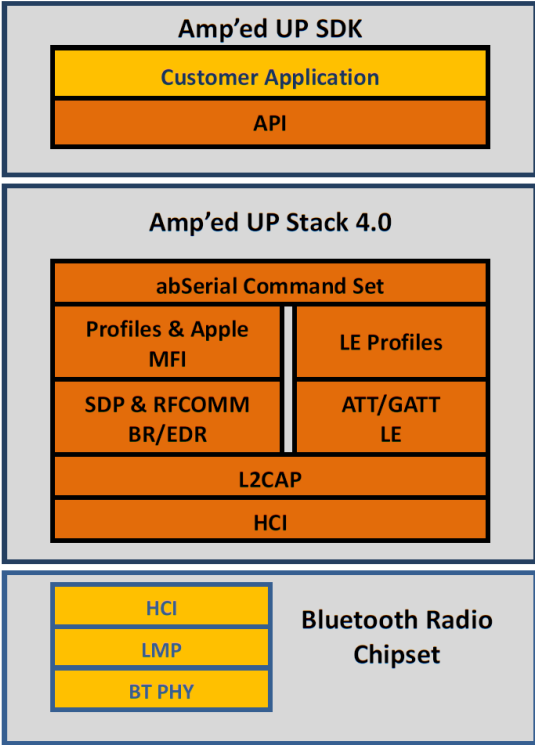 Amp’ed UP SDK
Customer Application
API
Amp’ed UP Stack 4.0
abSerial Command Set
Profiles & Apple
MFI
LE Profiles
SDP & RFCOMM
BR/EDR
ATT/GATT
LE
L2CAP
HCI
HCI
LMP
BT PHY
Bluetooth Radio
Chipset